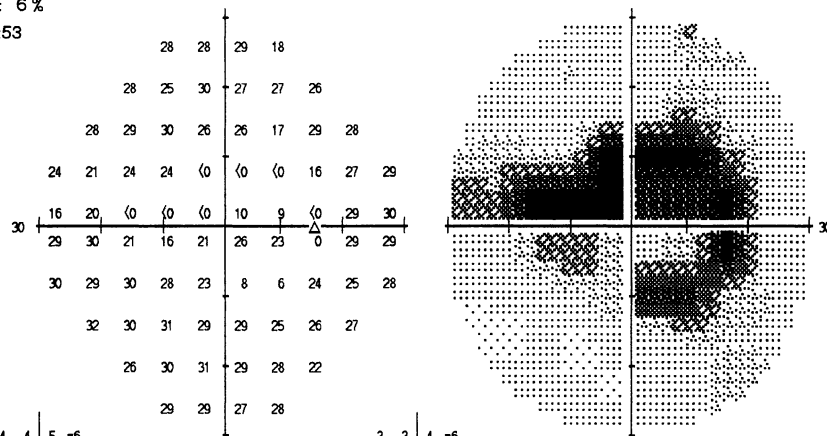 : 6 %
:53
28 28 29 18
28 25 30 27 27 26
28 29 30 26 26 17 29 28
24 21 24 24 <0 <0 <0 16 27 29
16 20 <0 <0 <0 10 9 <0 29 30
30 30
29 30 21 16 21 26 23 0 29 29
30 29 30 28 23 8 6 24 25 28
32 30 31 29 29 25 26 27
26 30 31 29 28 22
29 29 27 28